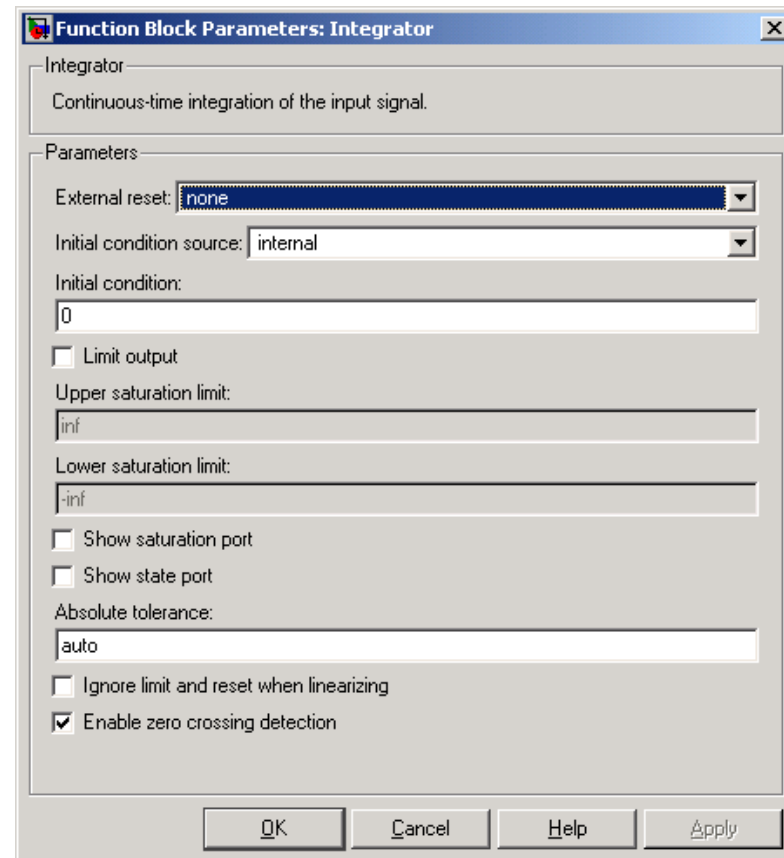 Function Block Parameters: Integrator
Integrator
Continuous-time integration of the input signal.
Parameters
External reset: none
Initial condition source: internal
Initial condition:
0
Limit output
Upper saturation limit:
inf
Lower saturation limit:
-inf
Show saturation port
Show state port
Absolute tolerance:
auto
Ignore limit and reset when linearizing
Enable zero crossing detection
OK Cancel Help Apply